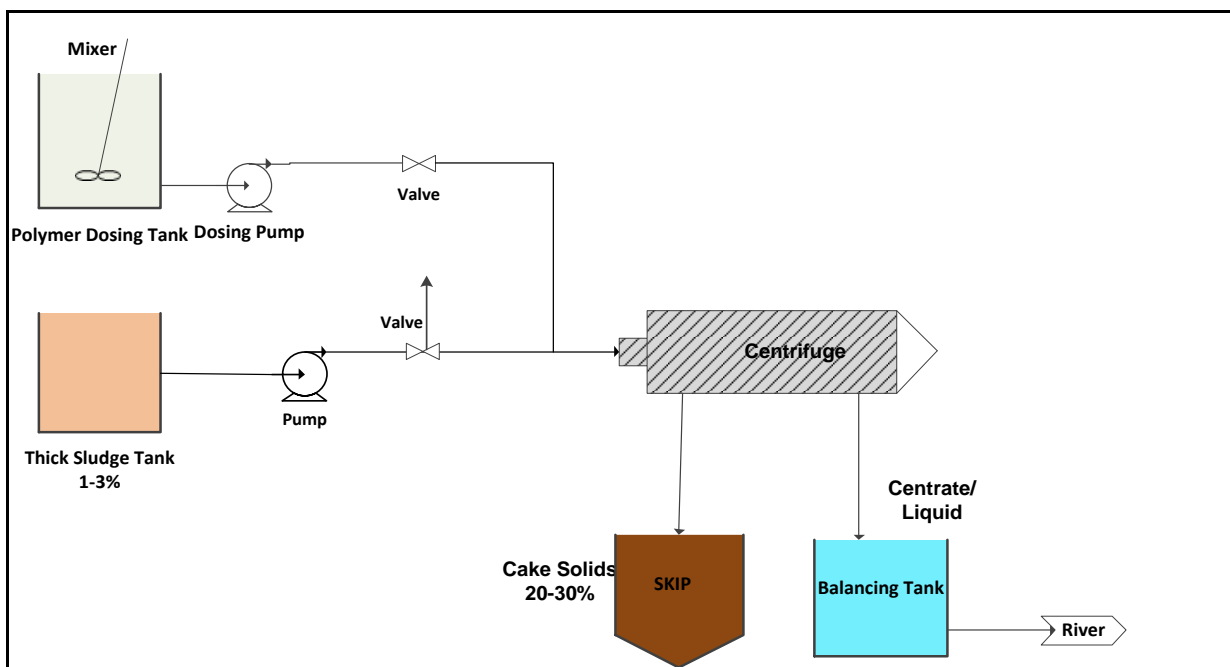 Mixer
Valve
Polymer Dosing Tank
Dosing Pump
Valve
Centrifuge
Pump
Thick Sludge Tank
1-3%
Centrate/
Liquid
Cake Solids
20-30%
SKIP
Balancing Tank
River